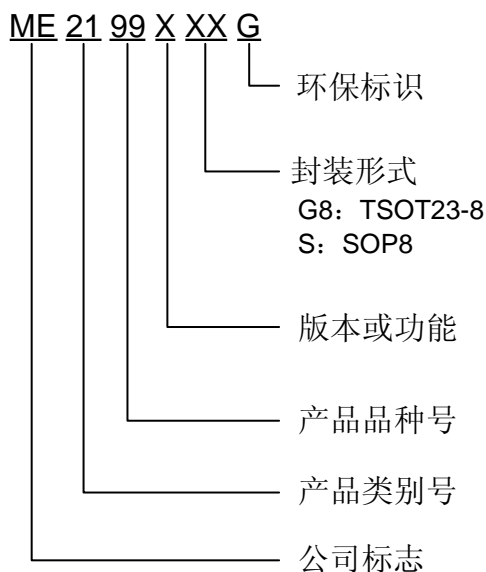 ME 21 99 X XX G
环保标识
封装形式
G8：TSOT23-8
S：SOP8
版本或功能
产品品种号
产品类别号
公司标志